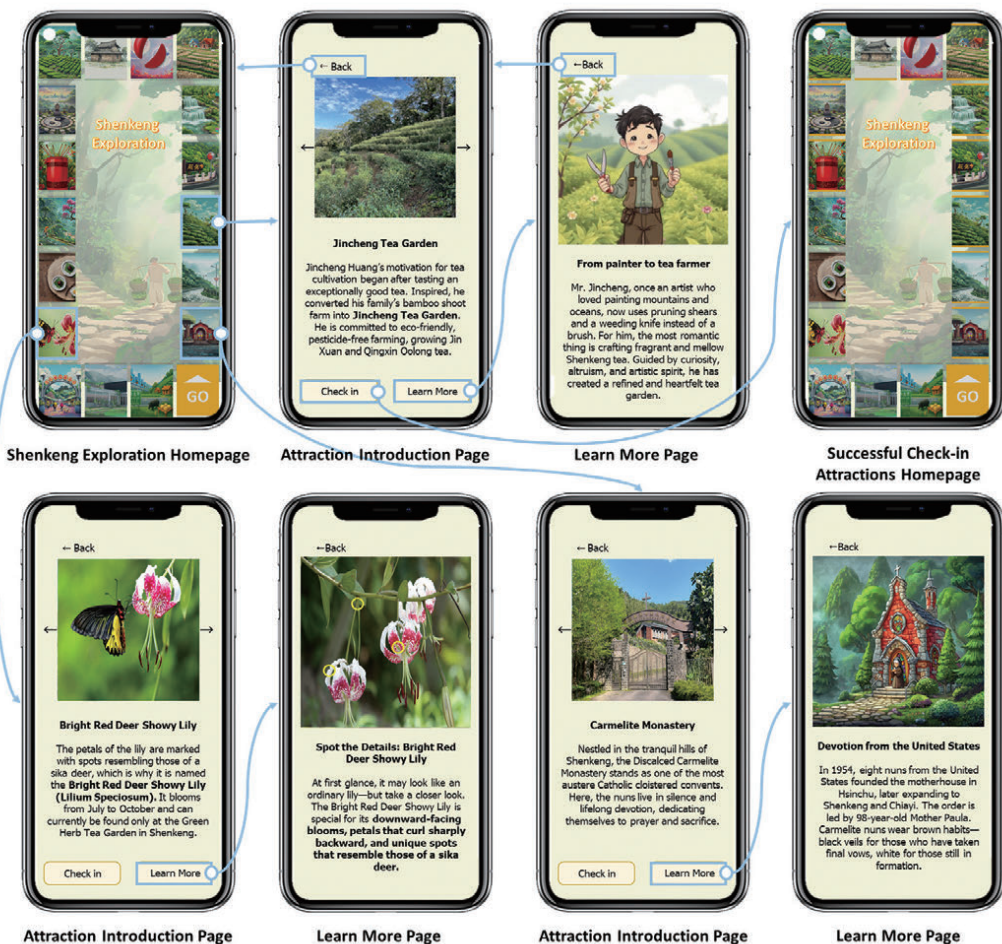 Shenkeng
Exploration
GO
Shenkeng Exploration Homepage
← Back
←
→
Jincheng Tea Garden
Jincheng Huang's motivation for tea
cultivation began after tasting an
exceptionally good tea. Inspired, he
converted his family's bamboo shoot
farm into Jincheng Tea Garden.
He is committed to eco-friendly,
pesticide-free farming, growing Jin
Xuan and Qingxin Oolong tea.
Check in
Learn More
Attraction Introduction Page
←Back
From painter to tea farmer
Mr. Jincheng, once an artist who
loved painting mountains and
oceans, now uses pruning shears
and a weeding knife instead of a
brush. For him, the most romantic
thing is crafting fragrant and mellow
Shenkeng tea. Guided by curiosity,
altruism, and artistic spirit, he has
created a refined and heartfelt tea
garden.
Learn More Page
Shenkeng
Exploration
GO
Successful Check-in
Attractions Homepage
← Back
←
→
Bright Red Deer Showy Lily
The petals of the lily are marked
with spots resembling those of a
sika deer, which is why it is named
the Bright Red Deer Showy Lily
(Lilium Speciosum). It blooms
from July to October and can
currently be found only at the Green
Herb Tea Garden in Shenkeng.
Check in
Learn More
Attraction Introduction Page
←Back
Spot the Details: Bright Red
Deer Showy Lily
At first glance, it may look like an
ordinary lily—but take a closer look.
The Bright Red Deer Showy Lily is
special for its downward-facing
blooms, petals that curl sharply
backward, and unique spots
that resemble those of a sika
deer.
Learn More Page
← Back
←
→
Carmelite Monastery
Nestled in the tranquil hills of
Shenkeng, the Discalced Carmelite
Monastery stands as one of the most
austere Catholic cloistered convents.
Here, the nuns live in silence and
lifelong devotion, dedicating
themselves to prayer and sacrifice.
Check in
Learn More
Attraction Introduction Page
←Back
Devotion from the United States
In 1954, eight nuns from the United
States founded the motherhouse in
Hsinchu, later expanding to
Shenkeng and Chiayi. The order is
led by 98-year-old Mother Paula.
Carmelite nuns wear brown habits—
black veils for those who have taken
final vows, white for those still in
formation.
Learn More Page